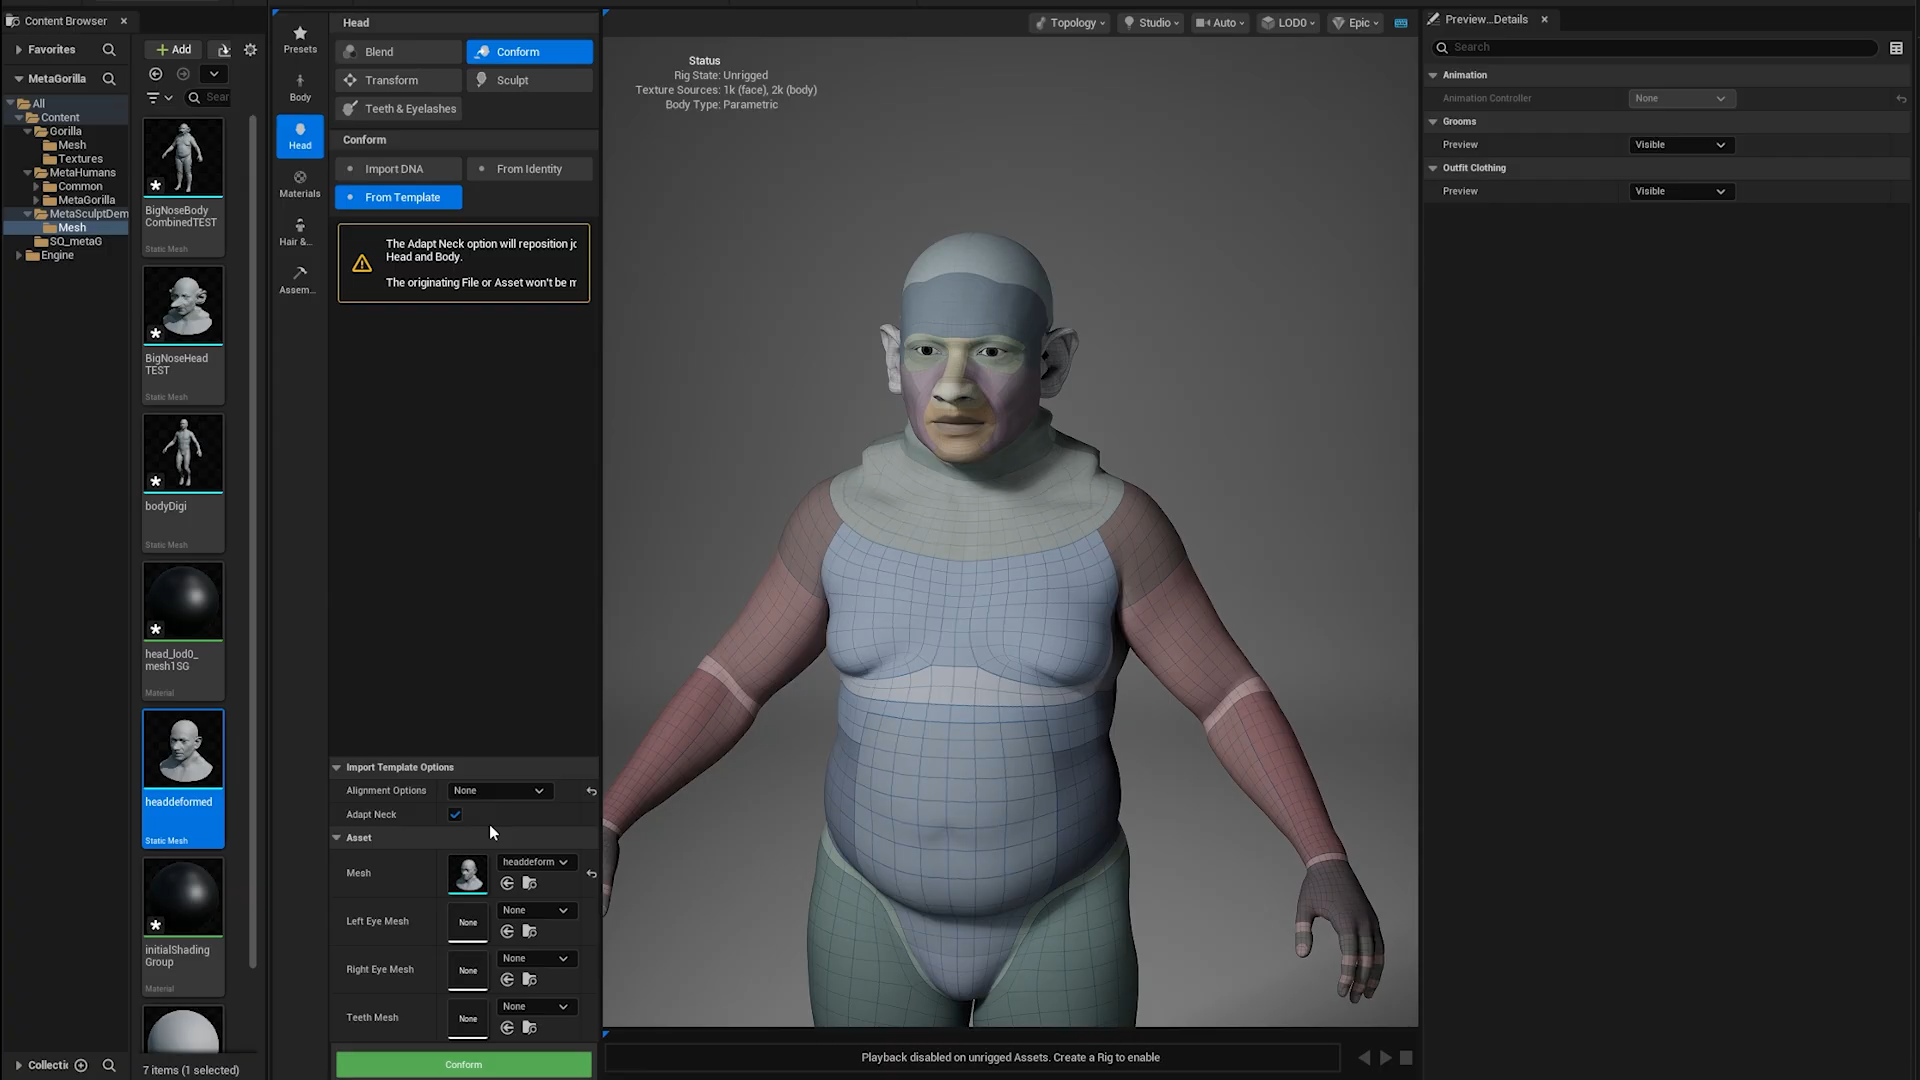 Content Browser
Favorites
Add
MetaGorilla
Sear
All
Content
Gorilla
Mesh
Textures
MetaHumans
Common
MetaGorilla
MetaSculptDem
Mesh
SQ_metaG
Engine
BigNoseBody
CombinedTEST
Static Mesh
BigNoseHead
TEST
Static Mesh
bodyDigi
Static Mesh
head_lod0_
mesh1SG
Material
headdeformed
Static Mesh
initialShading
Group
Material
Collectic
7 items (1 selected)
Presets
Body
Head
Materials
Hair &...
Assem...
Head
Blend
Conform
Transform
Sculpt
Teeth & Eyelashes
Conform
Import DNA
From Identity
From Template
The Adapt Neck option will reposition jo
Head and Body.
The originating File or Asset won't be m
Import Template Options
Alignment Options
None
Adapt Neck
Asset
Mesh
headdeform
Left Eye Mesh
None
None
Right Eye Mesh
None
None
Teeth Mesh
None
None
Conform
Topology
Studio
Auto
LOD0
Epic
Status
Rig State: Unrigged
Texture Sources: 1k (face), 2k (body)
Body Type: Parametric
Playback disabled on unrigged Assets. Create a Rig to enable
Preview...Details
Search
Animation
Animation Controller
None
Grooms
Preview
Visible
Outfit Clothing
Preview
Visible